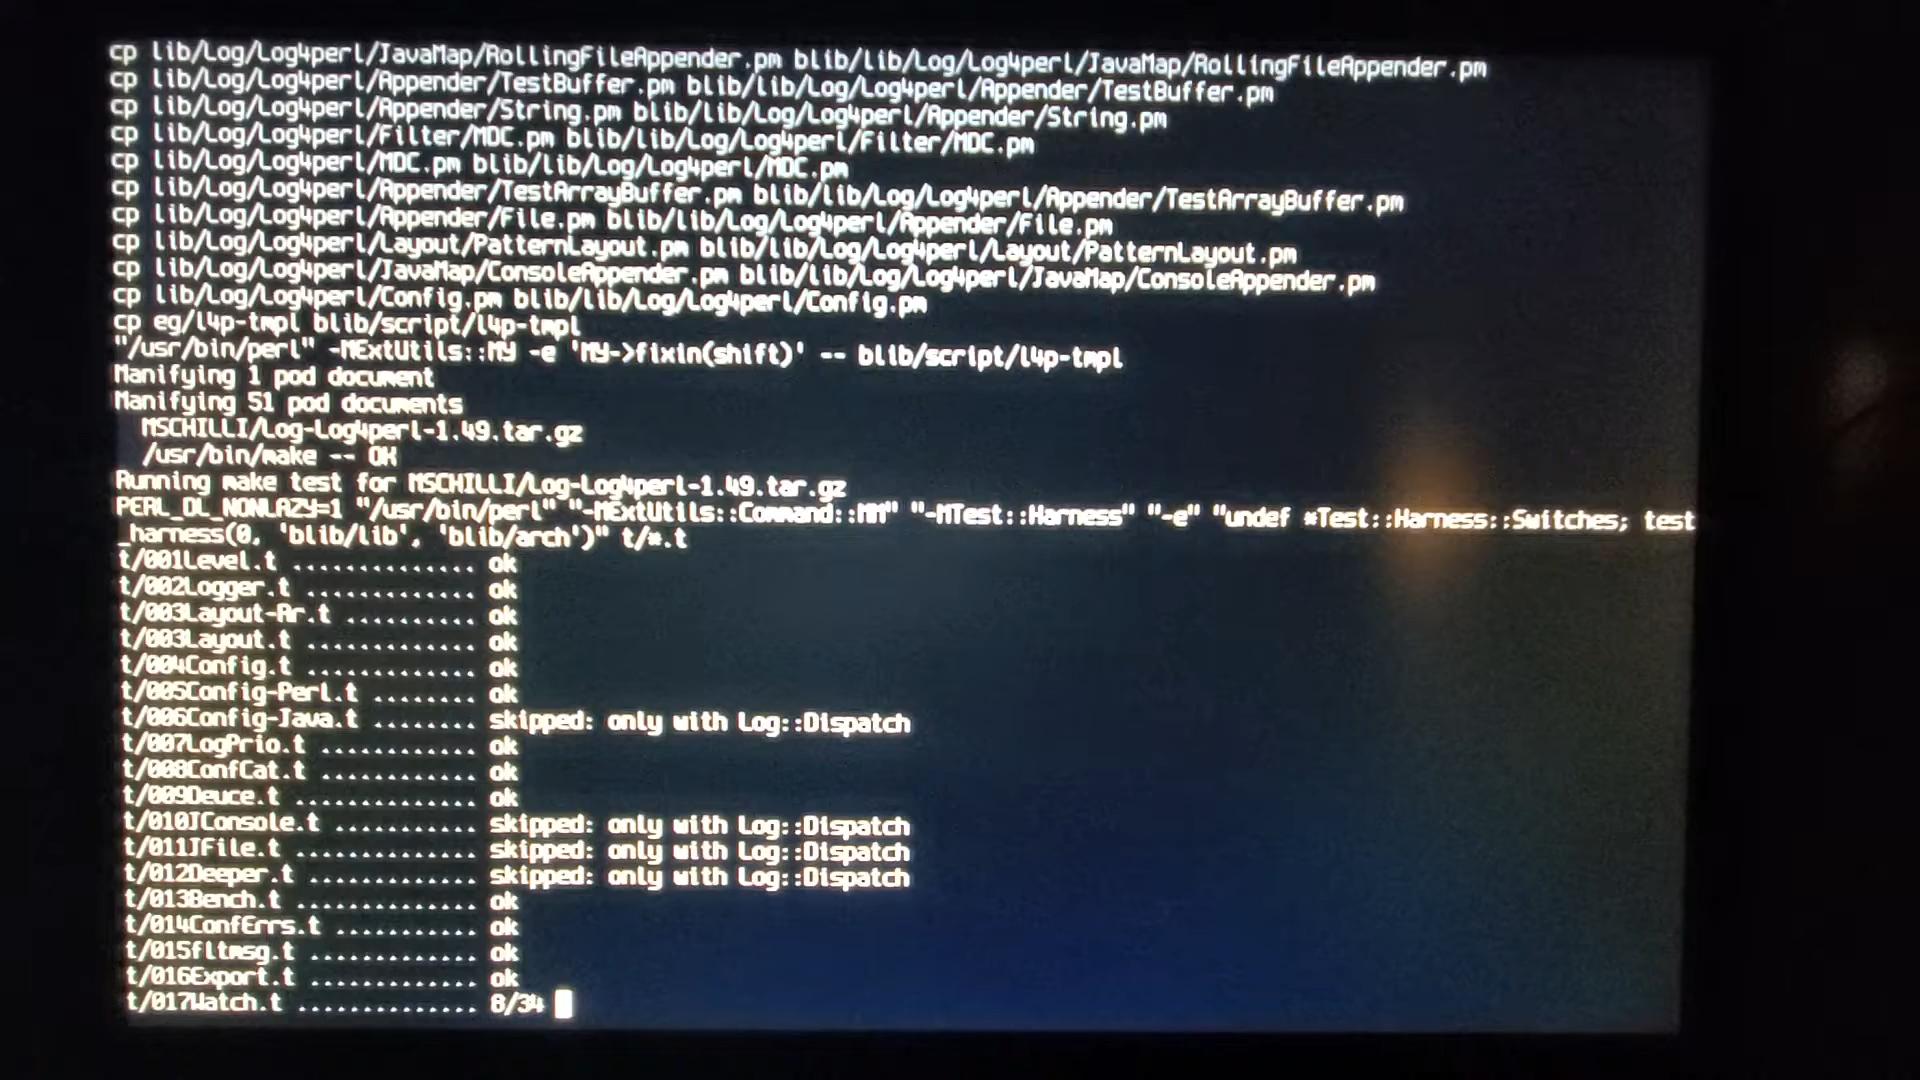 cp lib/Log/Log4perl/JavaMap/RollingFileAppender.pm blib/lib/Log/Log4perl/JavaMap/RollingFileAppender.pm
cp lib/Log/Log4perl/Appender/TestBuffer.pm blib/lib/Log/Log4perl/Appender/TestBuffer.pm
cp lib/Log/Log4perl/Appender/String.pm blib/lib/Log/Log4perl/Appender/String.pm
cp lib/Log/Log4perl/Filter/MDC.pm blib/lib/Log/Log4perl/Filter/MDC.pm
cp lib/Log/Log4perl/MDC.pm blib/lib/Log/Log4perl/MDC.pm
cp lib/Log/Log4perl/Appender/TestArrayBuffer.pm blib/lib/Log/Log4perl/Appender/TestArrayBuffer.pm
cp lib/Log/Log4perl/Appender/File.pm blib/lib/Log/Log4perl/Appender/File.pm
cp lib/Log/Log4perl/Layout/PatternLayout.pm blib/lib/Log/Log4perl/Layout/PatternLayout.pm
cp lib/Log/Log4perl/JavaMap/ConsoleAppender.pm blib/lib/Log/Log4perl/JavaMap/ConsoleAppender.pm
cp lib/Log/Log4perl/Config.pm blib/lib/Log/Log4perl/Config.pm
cp eg/l4p-tmpl blib/script/l4p-tmpl
"/usr/bin/perl" -MExtUtils::MY -e 'MY->fixin(shift)' -- blib/script/l4p-tmpl
Manifying 1 pod document
Manifying 51 pod documents
  MSCHILLI/Log-Log4perl-1.49.tar.gz
  /usr/bin/make -- OK
Running make test for MSCHILLI/Log-Log4perl-1.49.tar.gz
PERL_DL_NONLAZY=1 "/usr/bin/perl" "-MExtUtils::Command::MM" "-MTest::Harness" "-e" "undef *Test::Harness::Switches; test
_harness(0, 'blib/lib', 'blib/arch')" t/*.t
t/001Level.t .............. ok
t/002Logger.t ............. ok
t/003Layout-Rr.t .......... ok
t/003Layout.t ............. ok
t/004Config.t ............. ok
t/005Config-Perl.t ........ ok
t/006Config-Java.t ........ skipped: only with Log::Dispatch
t/007LogPrio.t ............ ok
t/008ConfCat.t ............ ok
t/009Deuce.t .............. ok
t/010JConsole.t ........... skipped: only with Log::Dispatch
t/011JFile.t .............. skipped: only with Log::Dispatch
t/012Deeper.t ............. skipped: only with Log::Dispatch
t/013Bench.t .............. ok
t/014ConfErrs.t ........... ok
t/015fltmsg.t ............. ok
t/016Export.t ............. ok
t/017Watch.t .............. 8/34